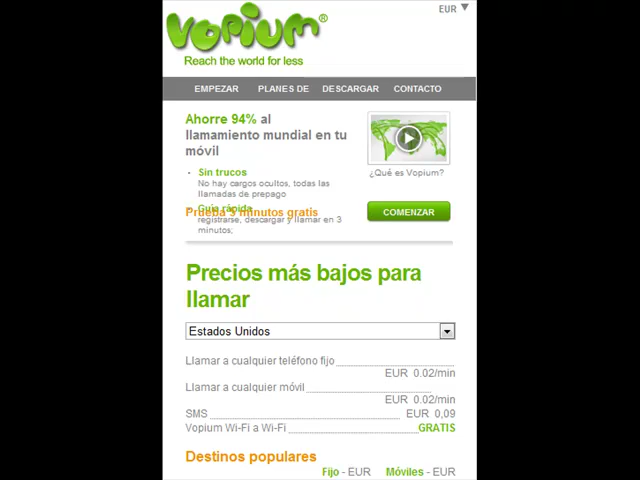 Vopium®
EUR
Reach the world for less
EMPEZAR PLANES DE DESCARGAR CONTACTO
Ahorre 94% al
llamamiento mundial en tu
móvil
Sin trucos
No hay cargos ocultos, todas las
llamadas de prepago
Guía rápida
Prueba 5 minutos gratis
registrarse, descargar y llamar en 3
minutos;
¿Qué es Vopium?
COMENZAR
Precios más bajos para
llamar
Estados Unidos
Llamar a cualquier teléfono fijo
EUR 0.02/min
Llamar a cualquier móvil
EUR 0.02/min
SMS EUR 0,09
Vopium Wi-Fi a Wi-Fi GRATIS
Destinos populares
Fijo - EUR Móviles - EUR